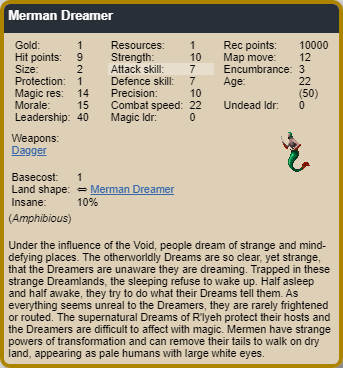 Merman Dreamer
Gold: 1 Resources: 1 Rec points: 10000
Hit points: 9 Strength: 10 Map move: 12
Size: 2 Attack skill: 7 Encumbrance: 3
Protection: 1 Defence skill: 7 Age: 22
Magic res: 14 Precision: 10 (50)
Morale: 15 Combat speed: 22 Undead ldr: 0
Leadership: 40 Magic ldr: 0
Weapons:
Dagger
Basecost: 1
Land shape: ⇔ Merman Dreamer
Insane: 10%
(Amphibious)
Under the influence of the Void, people dream of strange and mind-
defying places. The otherworldly Dreams are so clear, yet strange,
that the Dreamers are unaware they are dreaming. Trapped in these
strange Dreamlands, the sleeping refuse to wake up. Half asleep
and half awake, they try to do what their Dreams tell them. As
everything seems unreal to the Dreamers, they are rarely frightened
or routed. The supernatural Dreams of R'lyeh protect their hosts and
the Dreamers are difficult to affect with magic. Mermen have strange
powers of transformation and can remove their tails to walk on dry
land, appearing as pale humans with large white eyes.